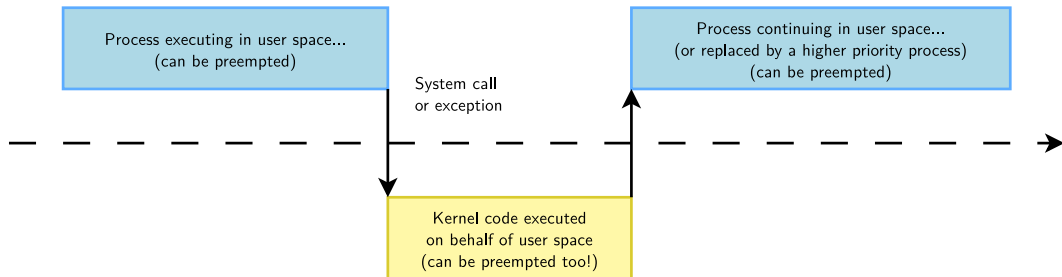 Process executing in user space...
(can be preempted)
System call
or exception
Kernel code executed
on behalf of user space
(can be preempted too!)
Process continuing in user space...
(or replaced by a higher priority process)
(can be preempted)